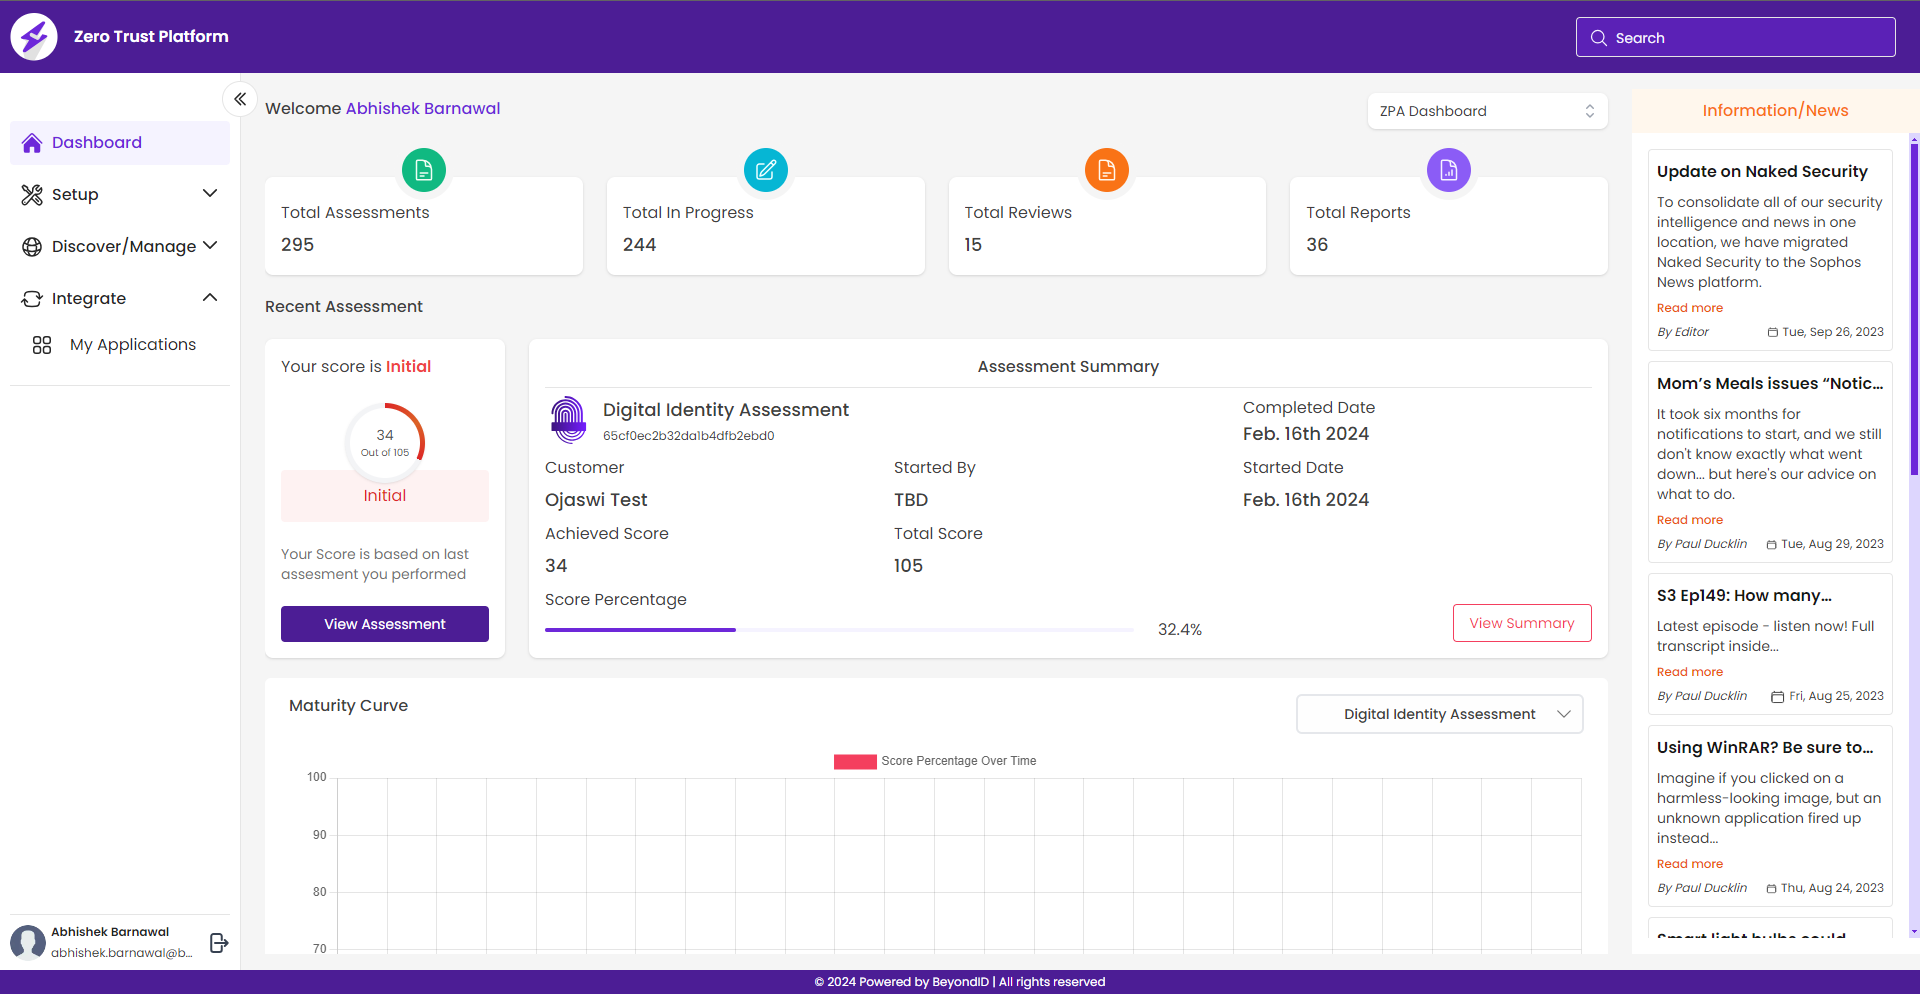 Zero Trust Platform
Search
Dashboard
Setup
Discover/Manage
Integrate
My Applications
Abhishek Barnawal
abhishek.barnawal@b...
Welcome Abhishek Barnawal
ZPA Dashboard
Total Assessments
295
Total In Progress
244
Total Reviews
15
Total Reports
36
Recent Assessment
Your score is Initial
34
Out of 105
Initial
Your Score is based on last
assesment you performed
View Assessment
Assessment Summary
Digital Identity Assessment
65cf0ec2b32da1b4dfb2ebd0
Completed Date
Feb. 16th 2024
Customer
Ojaswi Test
Started By
TBD
Started Date
Feb. 16th 2024
Achieved Score
34
Total Score
105
Score Percentage
32.4%
View Summary
Maturity Curve
Digital Identity Assessment
Score Percentage Over Time
100
90
80
70
Information/News
Update on Naked Security
To consolidate all of our security
intelligence and news in one
location, we have migrated
Naked Security to the Sophos
News platform.
Read more
By Editor
Tue, Sep 26, 2023
Mom’s Meals issues “Notic...
It took six months for
notifications to start, and we still
don't know exactly what went
down... but here's our advice on
what to do.
Read more
By Paul Ducklin
Tue, Aug 29, 2023
S3 Ep149: How many...
Latest episode - listen now! Full
transcript inside...
Read more
By Paul Ducklin
Fri, Aug 25, 2023
Using WinRAR? Be sure to...
Imagine if you clicked on a
harmless-looking image, but an
unknown application fired up
instead...
Read more
By Paul Ducklin
Thu, Aug 24, 2023
Smart light bulbs could
© 2024 Powered by BeyondID | All rights reserved